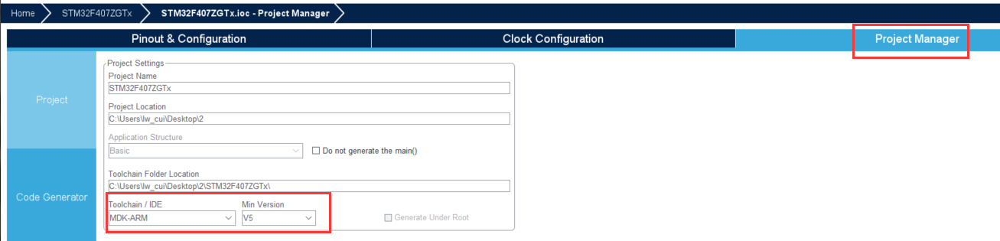 Home STM32F407ZGTx STM32F407ZGTx.ioc - Project Manager
Pinout & Configuration Clock Configuration Project Manager
Project
Code Generator
Project Settings
Project Name
STM32F407ZGTx
Project Location
C:\Users\lw_cui\Desktop\2
Application Structure
Basic Do not generate the main()
Toolchain Folder Location
C:\Users\lw_cui\Desktop\2\STM32F407ZGTx\
Toolchain / IDE Min Version
MDK-ARM V5 Generate Under Root